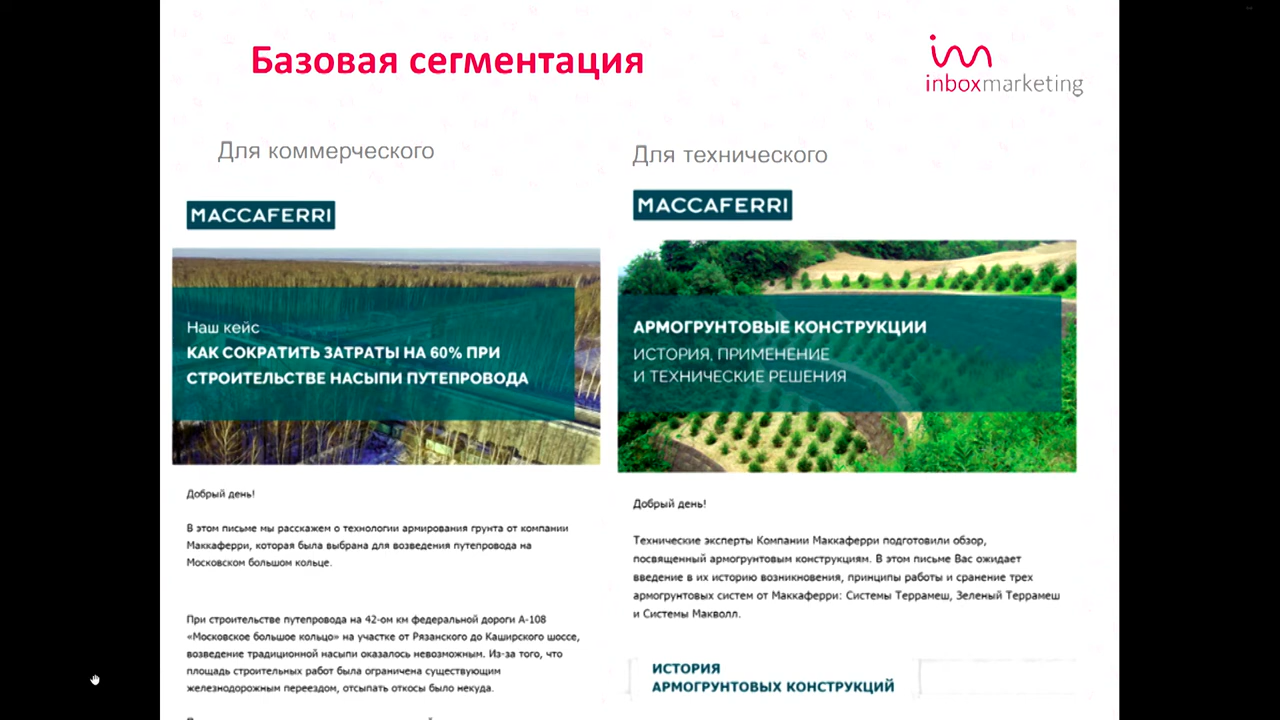 Базовая сегментация
inboxmarketing
Для коммерческого
MACCAFERRI
Наш кейс
КАК СОКРАТИТЬ ЗАТРАТЫ НА 60% ПРИ
СТРОИТЕЛЬСТВЕ НАСЫПИ ПУТЕПРОВОДА
Добрый день!
В этом письме мы расскажем о технологии армирования грунта от компании
Маккаферри, которая была выбрана для возведения путепровода на
Московском большом кольце.
При строительстве путепровода на 42-ом км федеральной дороги А-108
«Московское большое кольцо» на участке от Рязанского до Каширского шоссе,
возведение традиционной насыпи оказалось невозможным. Из-за того, что
площадь строительных работ была ограничена существующим
железнодорожным переездом, отсыпать откосы было некуда.
Для технического
MACCAFERRI
АРМОГРУНТОВЫЕ КОНСТРУКЦИИ
ИСТОРИЯ, ПРИМЕНЕНИЕ
И ТЕХНИЧЕСКИЕ РЕШЕНИЯ
Добрый день!
Технические эксперты Компании Маккаферри подготовили обзор,
посвященный армогрунтовым конструкциям. В этом письме Вас ожидает
введение в их историю возникновения, принципы работы и сранение трех
армогрунтовых систем от Маккаферри: Системы Террамеш, Зеленый Террамеш
и Системы Макволл.
ИСТОРИЯ
АРМОГРУНТОВЫХ КОНСТРУКЦИЙ